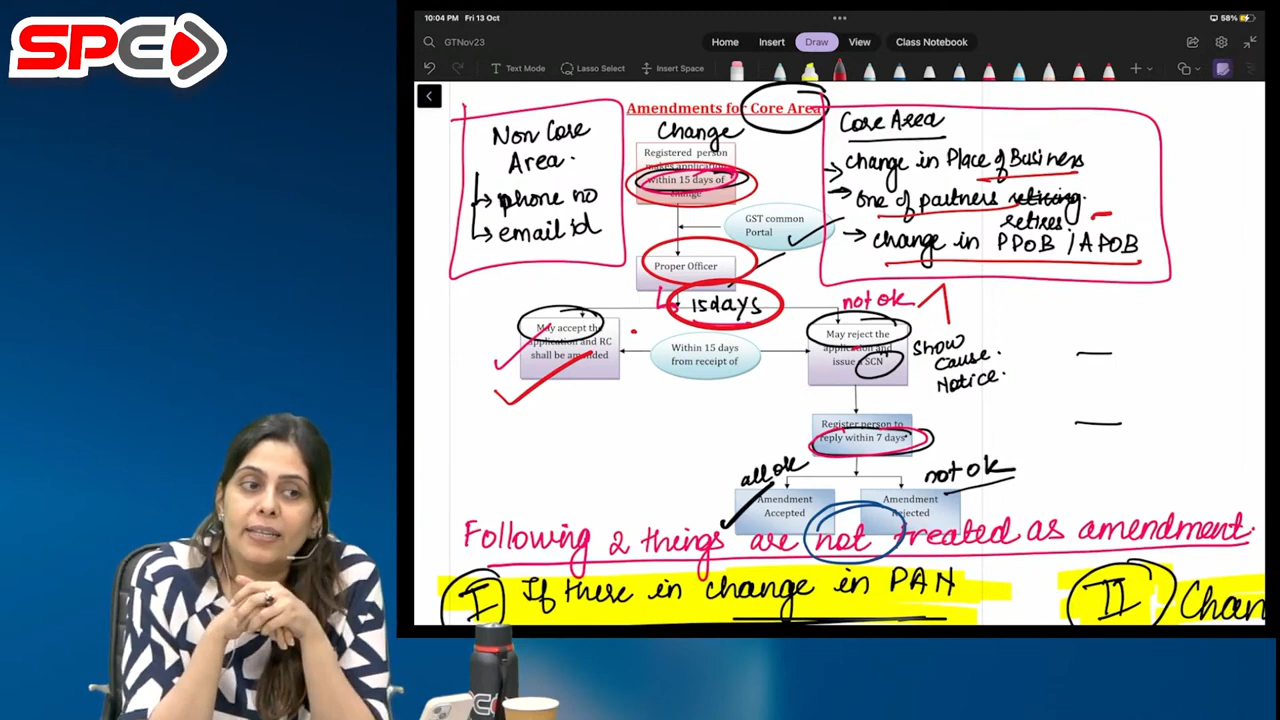 SPC
10:04 PM Fri 13 Oct
58%
GTNov23
Home Insert Draw View Class Notebook
Text Mode Lasso Select Insert Space
Amendments for Core Area
Non Core
Area.
→ phone no
→ email id
Change
Registered person
makes application
within 15 days of
change
GST common
Portal
Proper Officer
15 days
Core Area
→ change in Place of Business
→ one of partners retiring.
retires
→ change in PPOB / APOB
not ok
May accept the
application and RC
shall be amended
Within 15 days
from receipt of
May reject the
application and
issue a SCN
Show
Cause.
Notice.
Register person to
reply within 7 days
all ok
not ok
Amendment
Accepted
Amendment
Rejected
Following 2 things are not treated as amendment.
I If there in change in PAN
II Chan